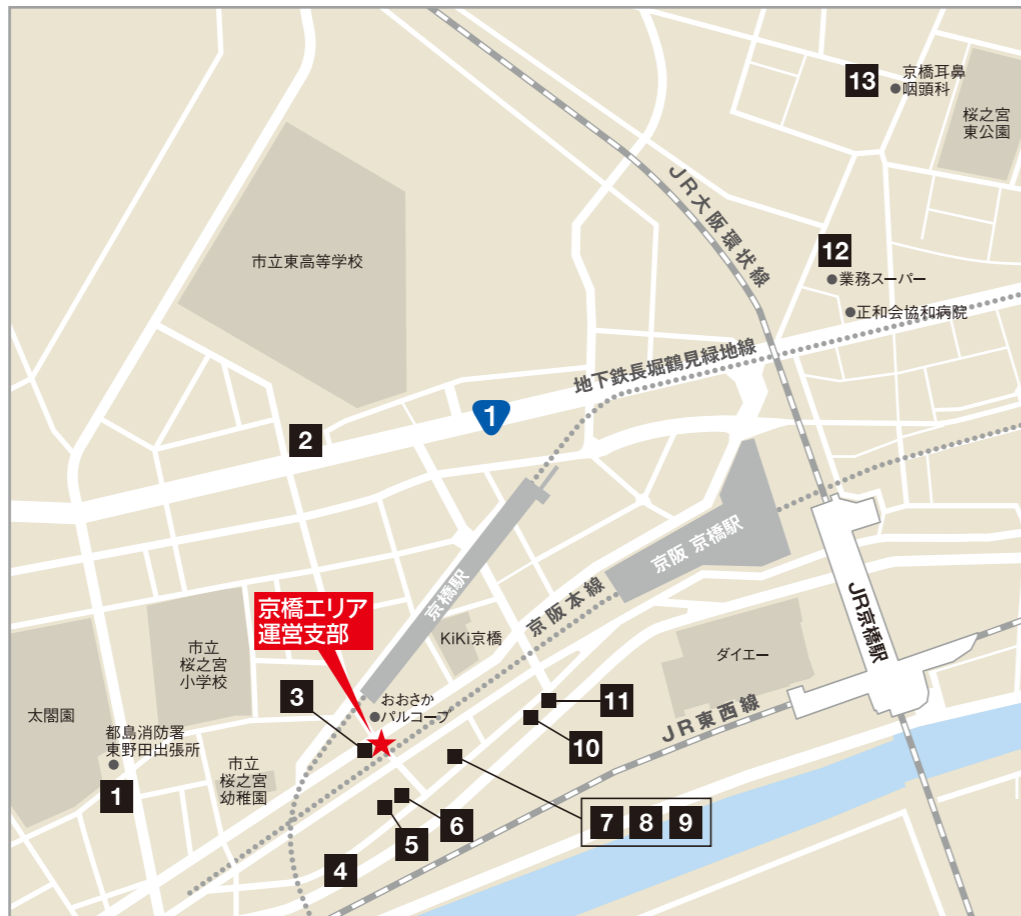 13
京橋耳鼻
咽頭科
桜之宮
東公園
JR大阪環状線
市立東高等学校
12
業務スーパー
正和会協和病院
地下鉄長堀鶴見緑地線
1
2
京阪 京橋駅
京橋駅
京阪本線
JR京橋駅
京橋エリア
運営支部
KiKi京橋
市立
桜之宮
小学校
ダイエー
太閤園
3
おおさか
パルコープ
11
JR東西線
都島消防署
東野田出張所
10
市立
桜之宮
幼稚園
1
7 8 9
6
5
4